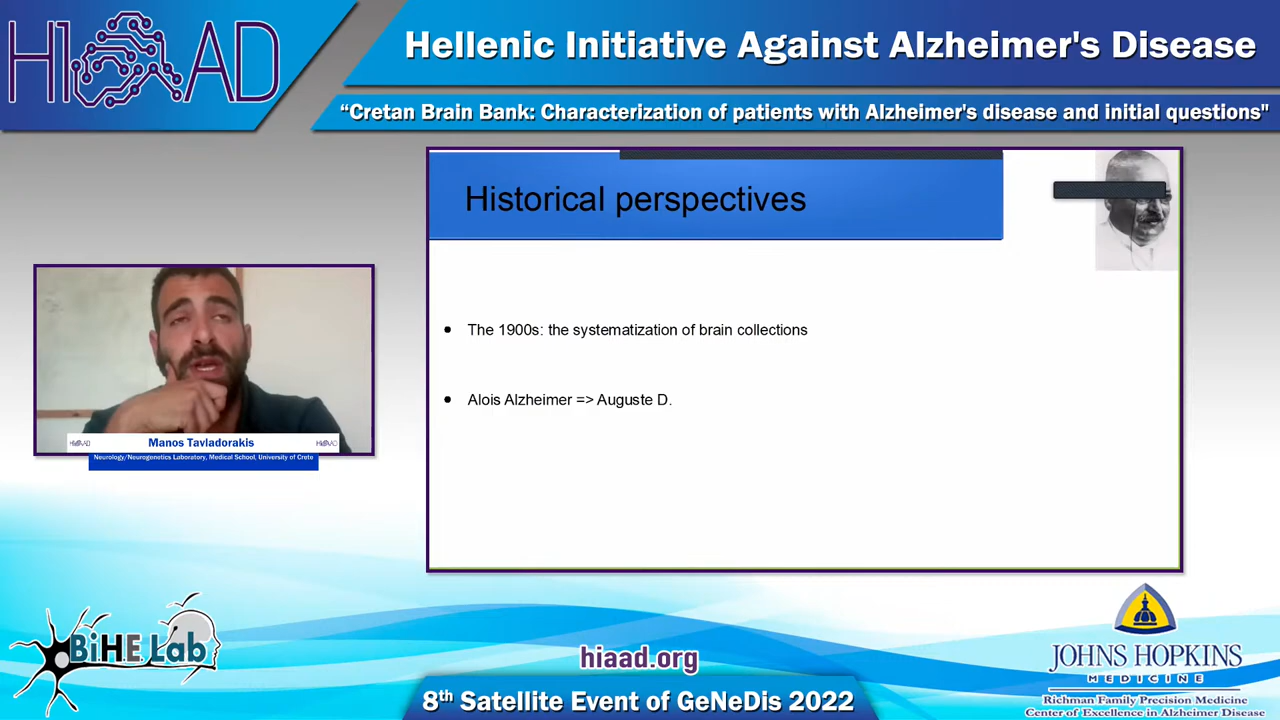 HIAAD
Hellenic Initiative Against Alzheimer's Disease
“Cretan Brain Bank: Characterization of patients with Alzheimer's disease and initial questions"
Historical perspectives
The 1900s: the systematization of brain collections
Alois Alzheimer => Auguste D.
HIAAD
Manos Tavladorakis
HIAAD
Neurology/Neurogenetics Laboratory, Medical School, University of Crete
BiHE Lab
hiaad.org
8th Satellite Event of GeNeDis 2022
JOHNS HOPKINS
MEDICINE
Richman Family Precision Medicine
Center of Excellence in Alzheimer Disease